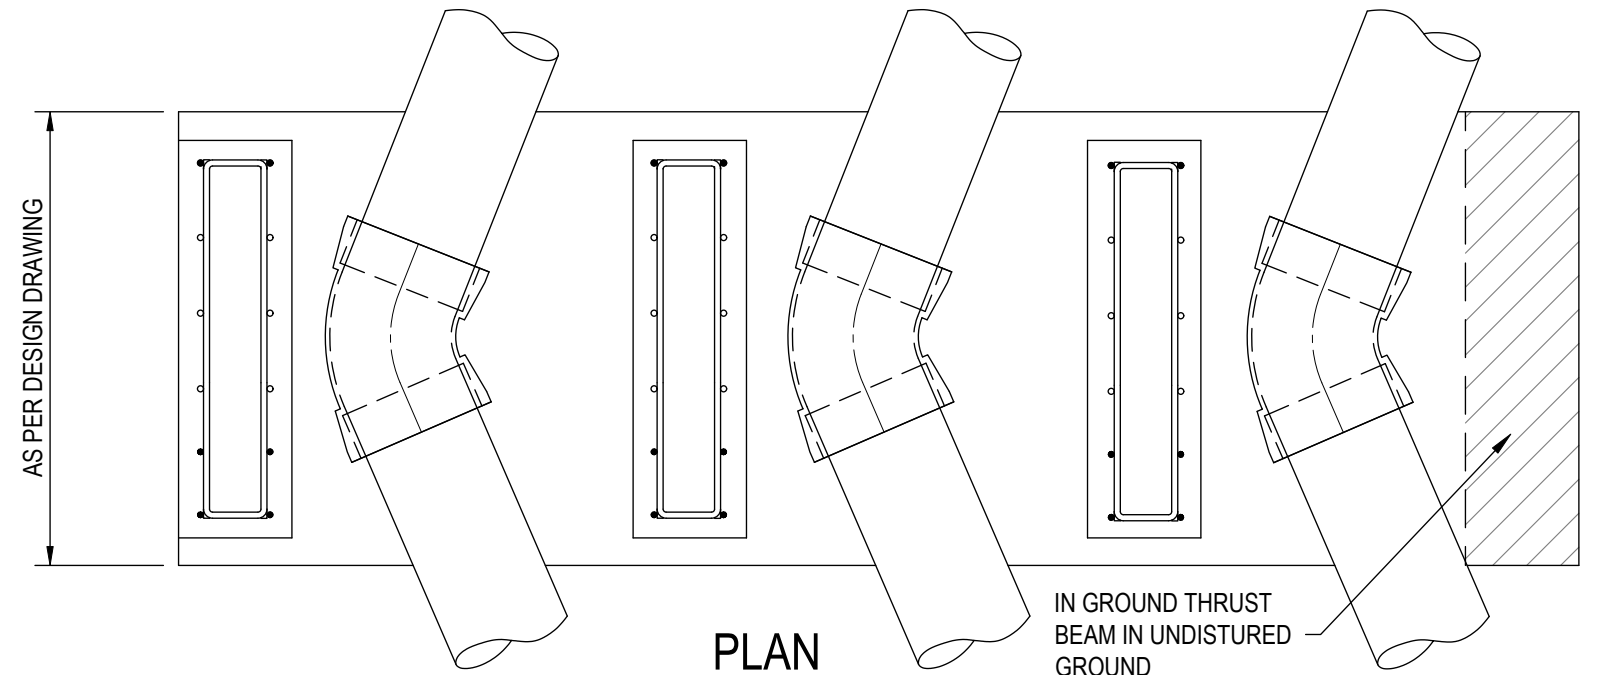 AS PER DESIGN DRAWING
PLAN
IN GROUND THRUST
BEAM IN UNDISTURED
GROUND